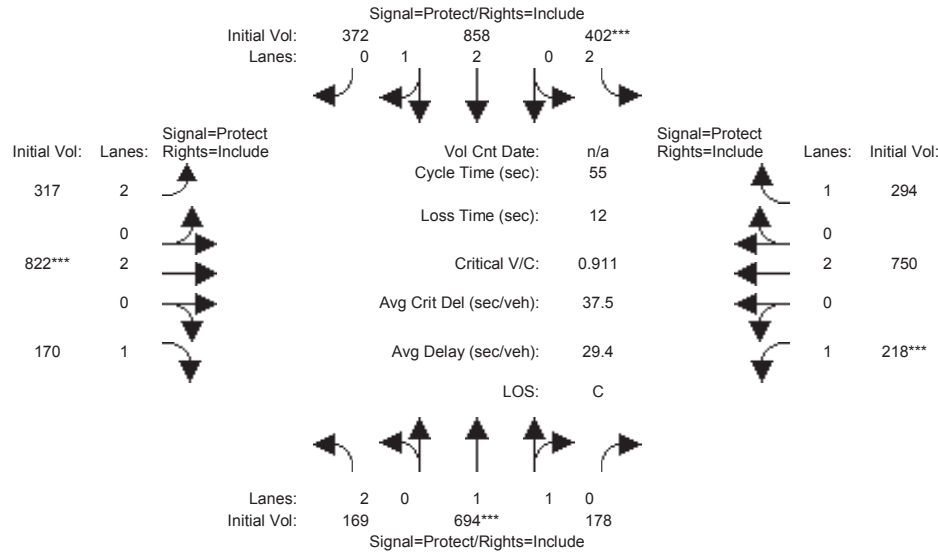 Signal=Protect/Rights=Include
Initial Vol: 372 858 402***
Lanes: 0 1 2 0 2
Signal=Protect
Initial Vol: Lanes: Rights=Include
Vol Cnt Date: n/a
Signal=Protect
Rights=Include Lanes: Initial Vol:
Cycle Time (sec): 55
317 2
1 294
Loss Time (sec): 12
0
0
822*** 2
Critical V/C: 0.911
2 750
0
Avg Crit Del (sec/veh): 37.5
0
170 1
Avg Delay (sec/veh): 29.4
1 218***
LOS: C
Lanes: 2 0 1 1 0
Initial Vol: 169 694*** 178
Signal=Protect/Rights=Include